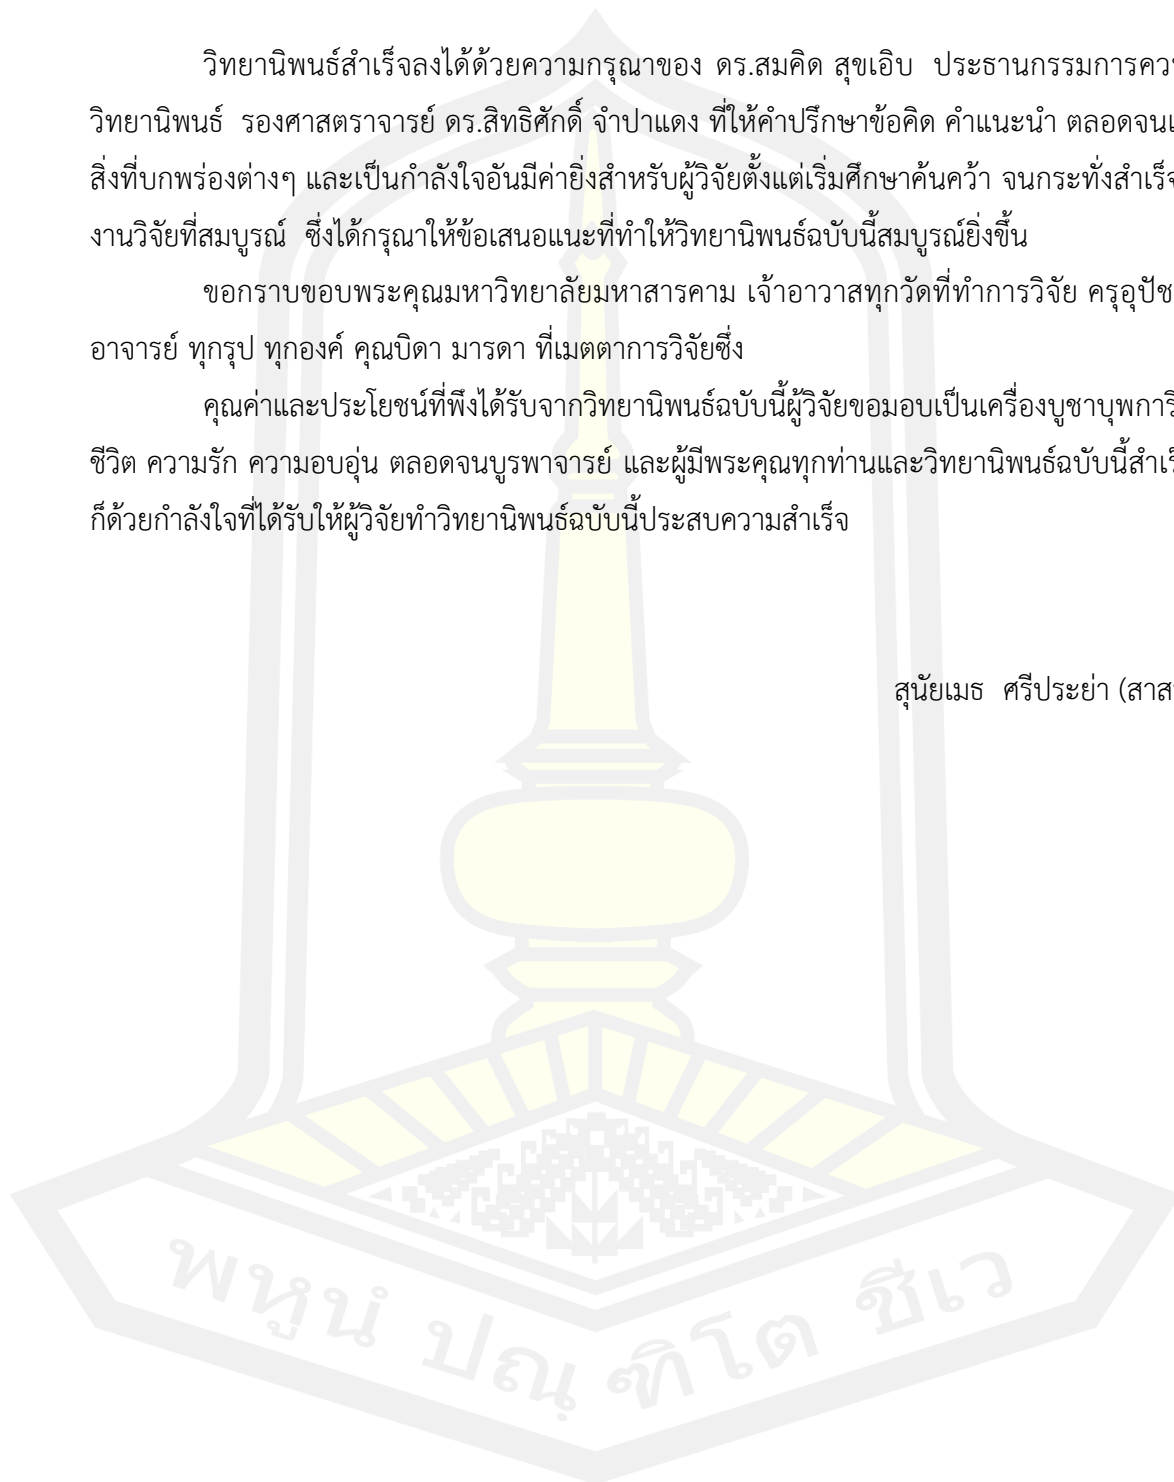 วิทยานิพนธ์สำเร็จลงได้ด้วยความกรุณาของ ดร.สมคิด สุขเอิบ ประธานกรรมการควบ
วิทยานิพนธ์ รองศาสตราจารย์ ดร.สิทธิศักดิ์ จำปาแดง ที่ให้คำปรึกษาข้อคิด คำแนะนำ ตลอดจน
สิ่งที่บกพร่องต่างๆ และเป็นกำลังใจอันมีค่ายิ่งสำหรับผู้วิจัยตั้งแต่เริ่มศึกษาค้นคว้า จนกระทั่งสำเร็จ
งานวิจัยที่สมบูรณ์ ซึ่งได้กรุณาให้ข้อเสนอแนะที่ทำให้วิทยานิพนธ์ฉบับนี้สมบูรณ์ยิ่งขึ้น
ขอกราบขอบพระคุณมหาวิทยาลัยมหาสารคาม เจ้าอาวาสทุกวัดที่ทำการวิจัย ครุอุปัช
อาจารย์ ทุกรุป ทุกองค์ คุณบิดา มารดา ที่เมตตาการวิจัยซึ่ง
คุณค่าและประโยชน์ที่พึงได้รับจากวิทยานิพนธ์ฉบับนี้ผู้วิจัยขอมอบเป็นเครื่องบูชาบุพการี
ชีวิต ความรัก ความอบอุ่น ตลอดจนบูรพาจารย์ และผู้มีพระคุณทุกท่านและวิทยานิพนธ์ฉบับนี้สำเร็
ก็ด้วยกำลังใจที่ได้รับให้ผู้วิจัยทำวิทยานิพนธ์ฉบับนี้ประสบความสำเร็จ
สุนัยเมธ ศรีประย่า (สาส
พหูนํ ปณฺฑิโต ชีเว